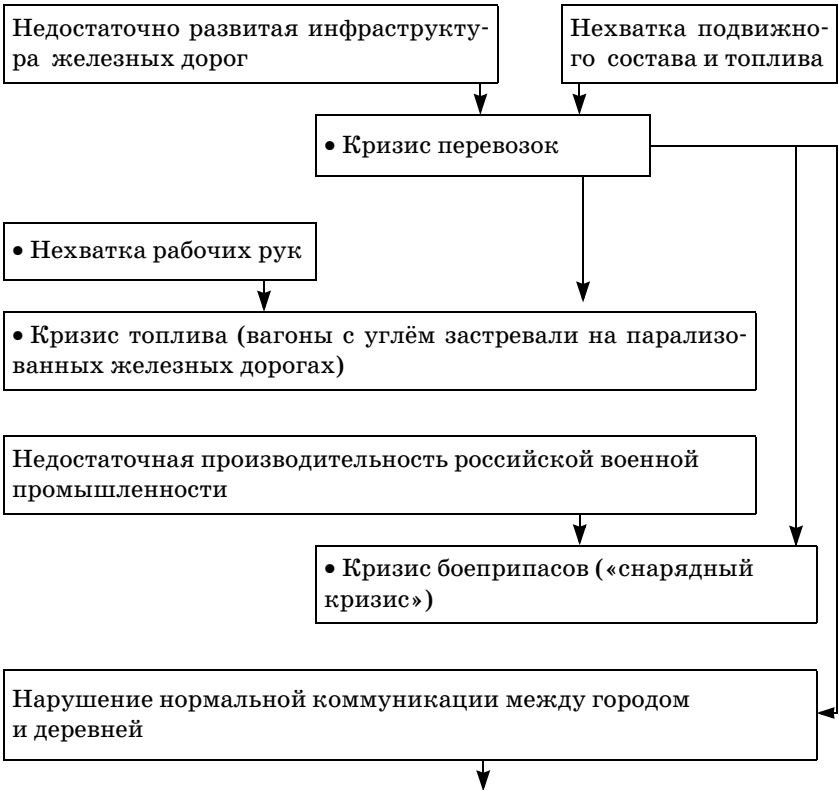 Недостаточно развитая инфраструкту-
ра железных дорог
Нехватка подвижно-
го состава и топлива
• Кризис перевозок
• Нехватка рабочих рук
• Кризис топлива (вагоны с углём застревали на парализо-
ванных железных дорогах)
Недостаточная производительность российской военной
промышленности
• Кризис боеприпасов («снарядный
кризис»)
Нарушение нормальной коммуникации между городом
и деревней